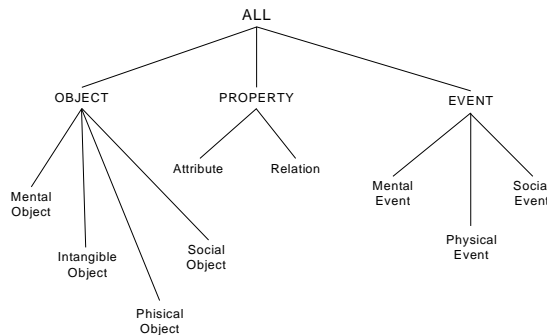 ALL
OBJECT
PROPERTY
EVENT
Attribute
Relation
Mental
Object
Mental
Event
Social
Event
Intangible
Object
Social
Object
Physical
Event
Phisical
Object